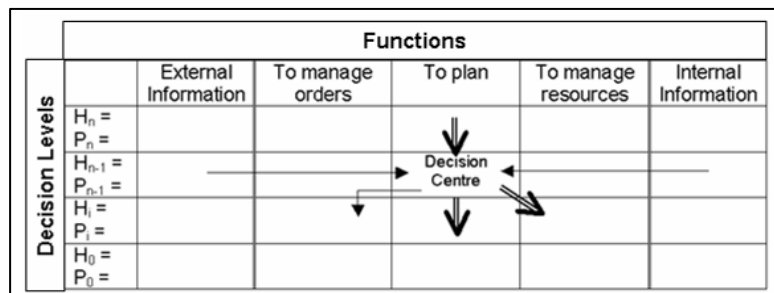 Functions
Decision Levels
External Information
To manage orders
To plan
To manage resources
Internal Information
Hₙ =
Pₙ =
Hₙ₋₁ =
Pₙ₋₁ =
Decision
Centre
Hᵢ =
Pᵢ =
H₀ =
P₀ =